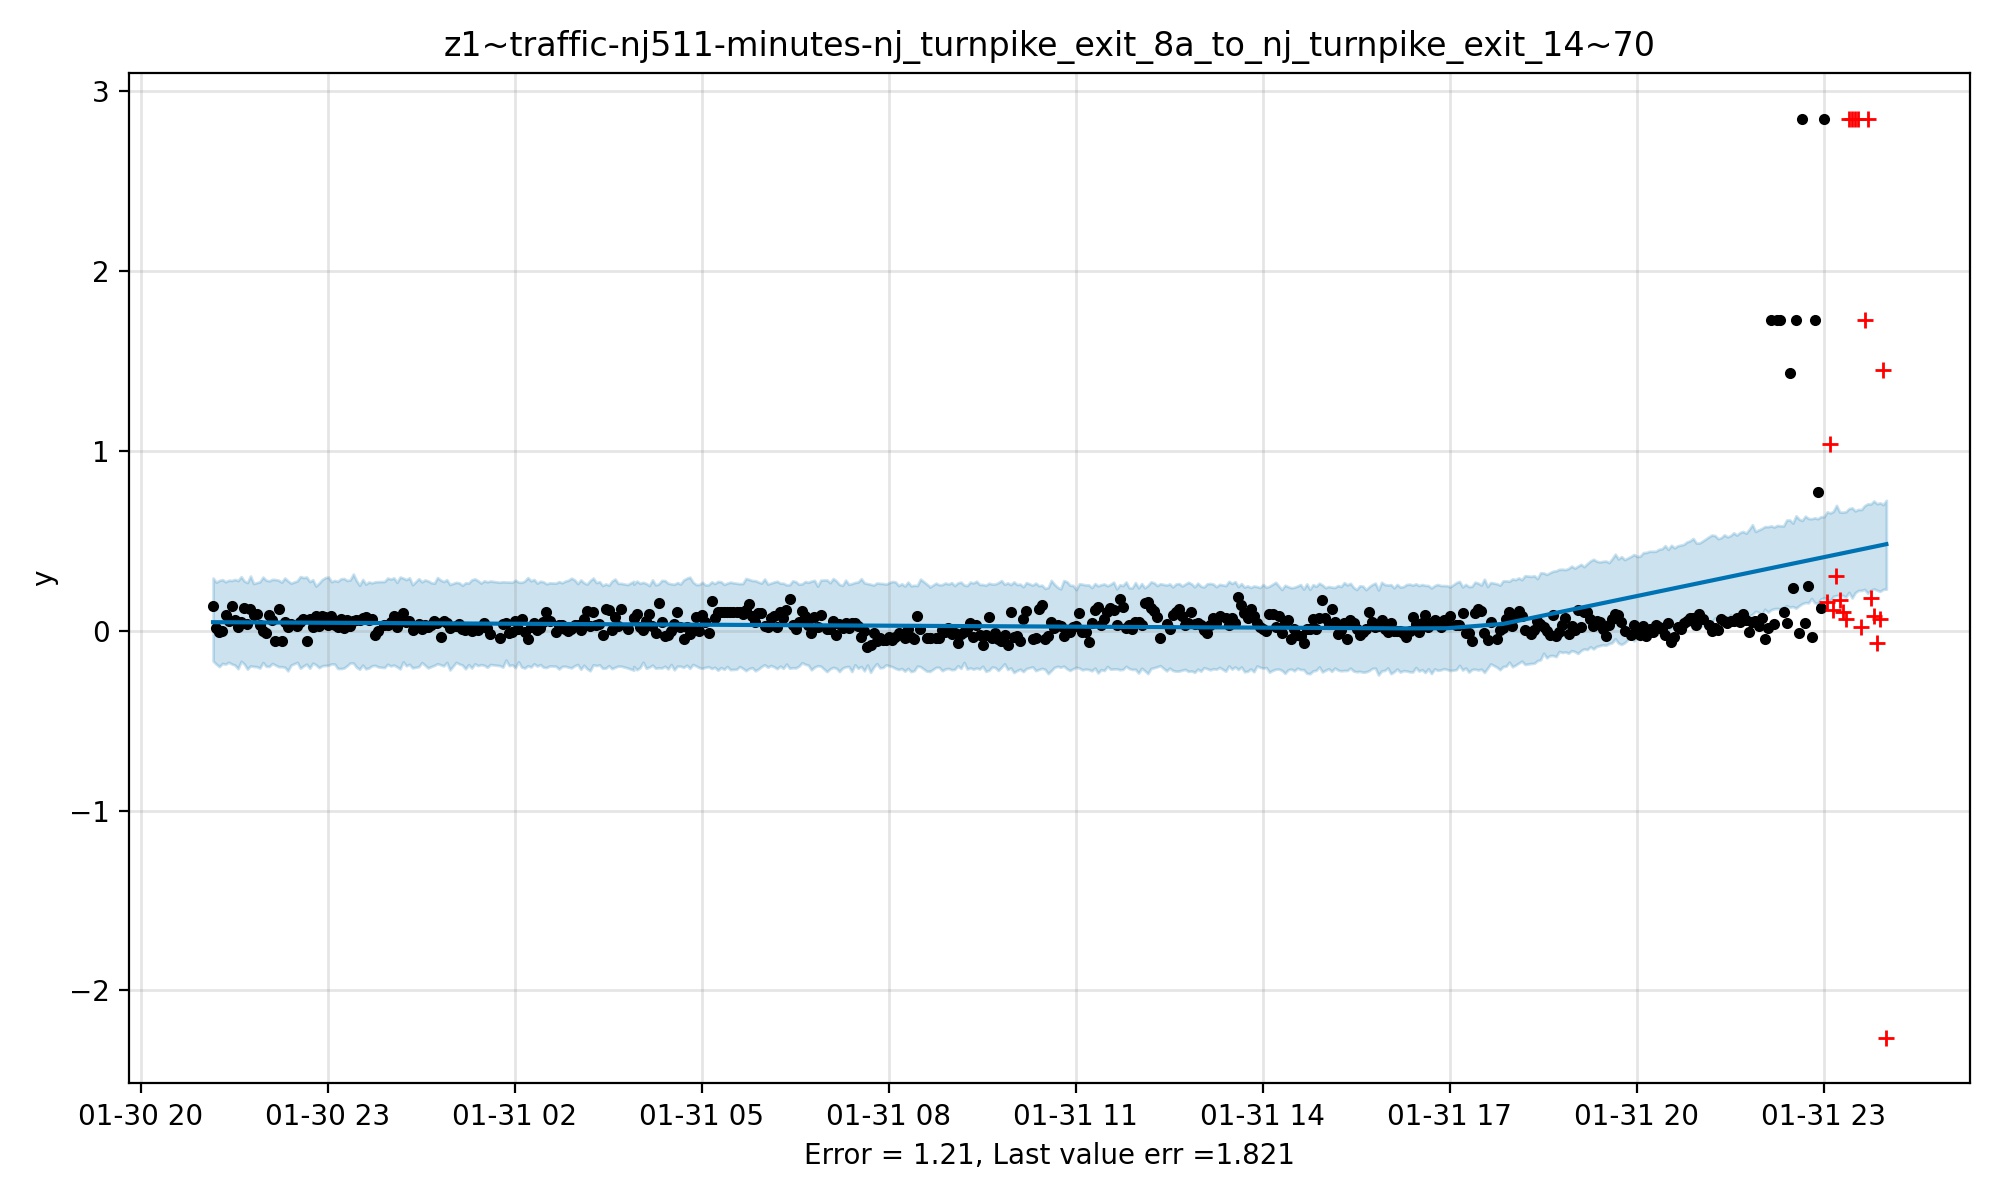 z1~traffic-nj511-minutes-nj_turnpike_exit_8a_to_nj_turnpike_exit_14~70
3
2
1
0
−1
−2
y
01-30 20 01-30 23 01-31 02 01-31 05 01-31 08 01-31 11 01-31 14 01-31 17 01-31 20 01-31 23
Error = 1.21, Last value err =1.821